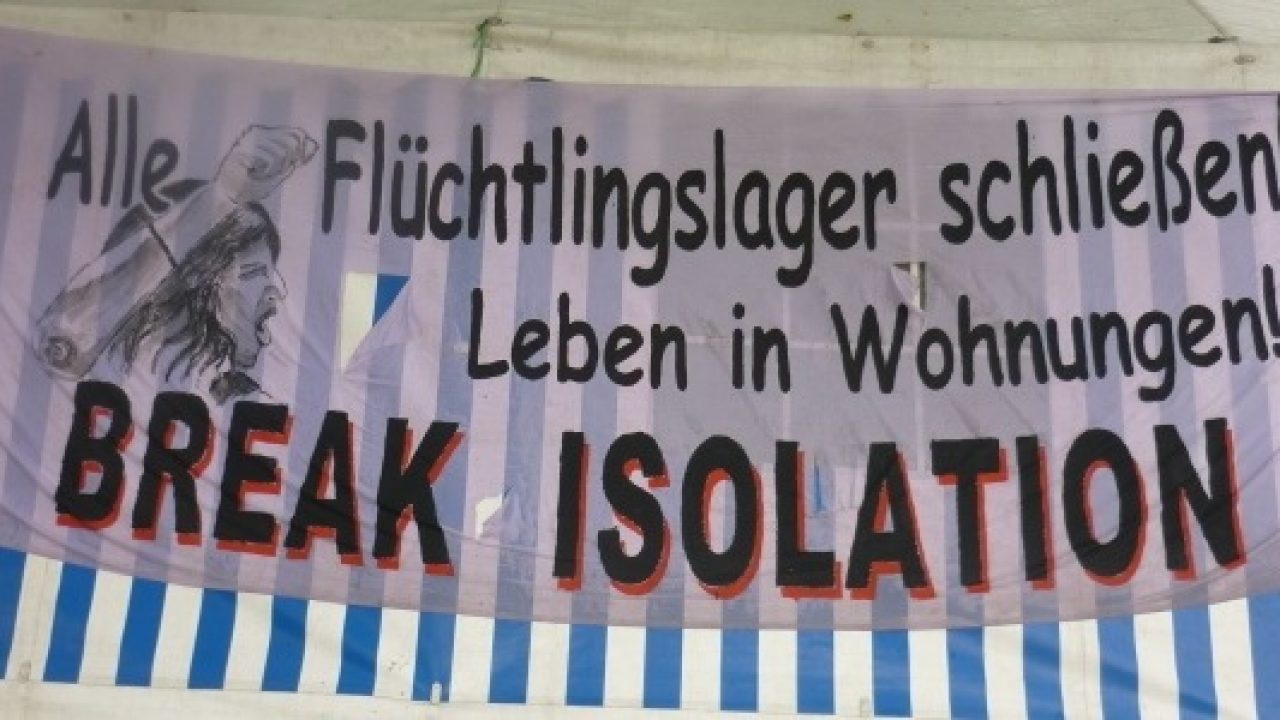 Alle Flüchtlingslager schließen!
Leben in Wohnungen!
BREAK ISOLATION